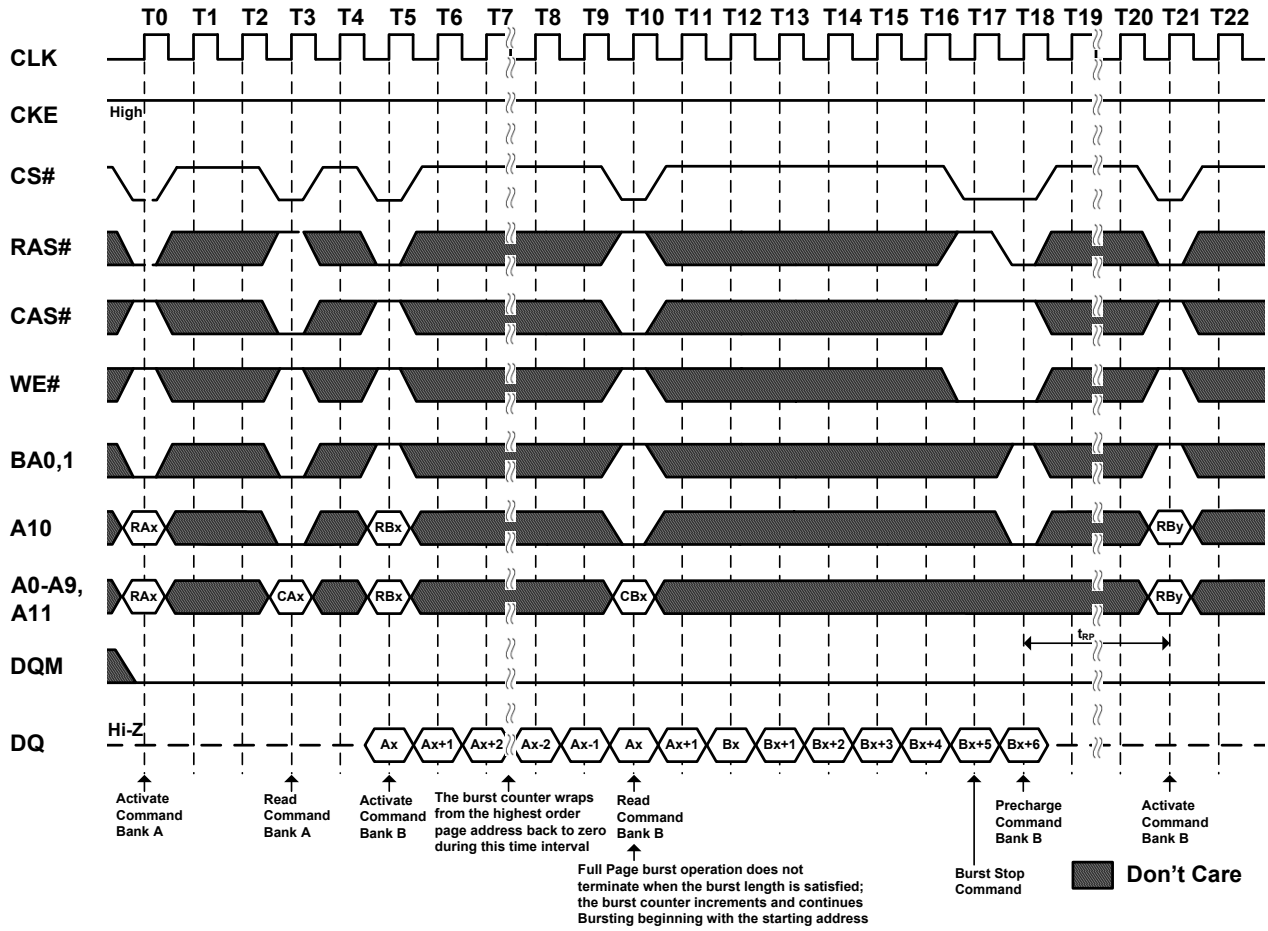 T0 T1 T2 T3 T4 T5 T6 T7 T8 T9 T10 T11 T12 T13 T14 T15 T16 T17 T18 T19 T20 T21 T22
CLK
CKE
High
CS#
RAS#
CAS#
WE#
BA0,1
A10
RAx RBx RBy
A0-A9,
A11
RAx CAx RBx CBx RBy
tRP
DQM
DQ
Hi-Z
Ax Ax+1 Ax+2 Ax-2 Ax-1 Ax Ax+1 Bx Bx+1 Bx+2 Bx+3 Bx+4 Bx+5 Bx+6
Activate
Command
Bank A
Read
Command
Bank A
Activate
Command
Bank B
The burst counter wraps
from the highest order
page address back to zero
during this time interval
Read
Command
Bank B
Full Page burst operation does not
terminate when the burst length is satisfied;
the burst counter increments and continues
Bursting beginning with the starting address
Burst Stop
Command
Precharge
Command
Bank B
Activate
Command
Bank B
Don't Care